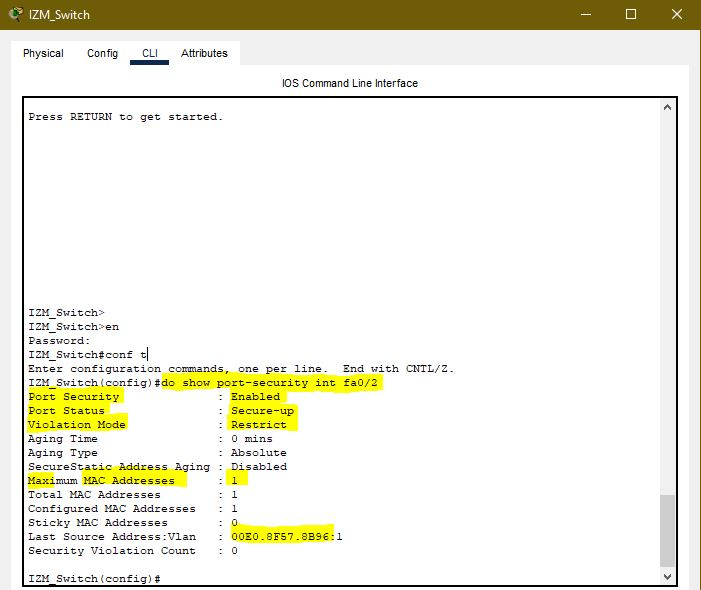 IZM_Switch
Physical Config CLI Attributes
IOS Command Line Interface
Press RETURN to get started.
IZM_Switch>
IZM_Switch>en
Password:
IZM_Switch#conf t
Enter configuration commands, one per line.  End with CNTL/Z.
IZM_Switch(config)#do show port-security int fa0/2
Port Security              : Enabled
Port Status                : Secure-up
Violation Mode             : Restrict
Aging Time                 : 0 mins
Aging Type                 : Absolute
SecureStatic Address Aging : Disabled
Maximum MAC Addresses      : 1
Total MAC Addresses        : 1
Configured MAC Addresses   : 1
Sticky MAC Addresses       : 0
Last Source Address:Vlan   : 00E0.8F57.8B96:1
Security Violation Count   : 0
IZM_Switch(config)#